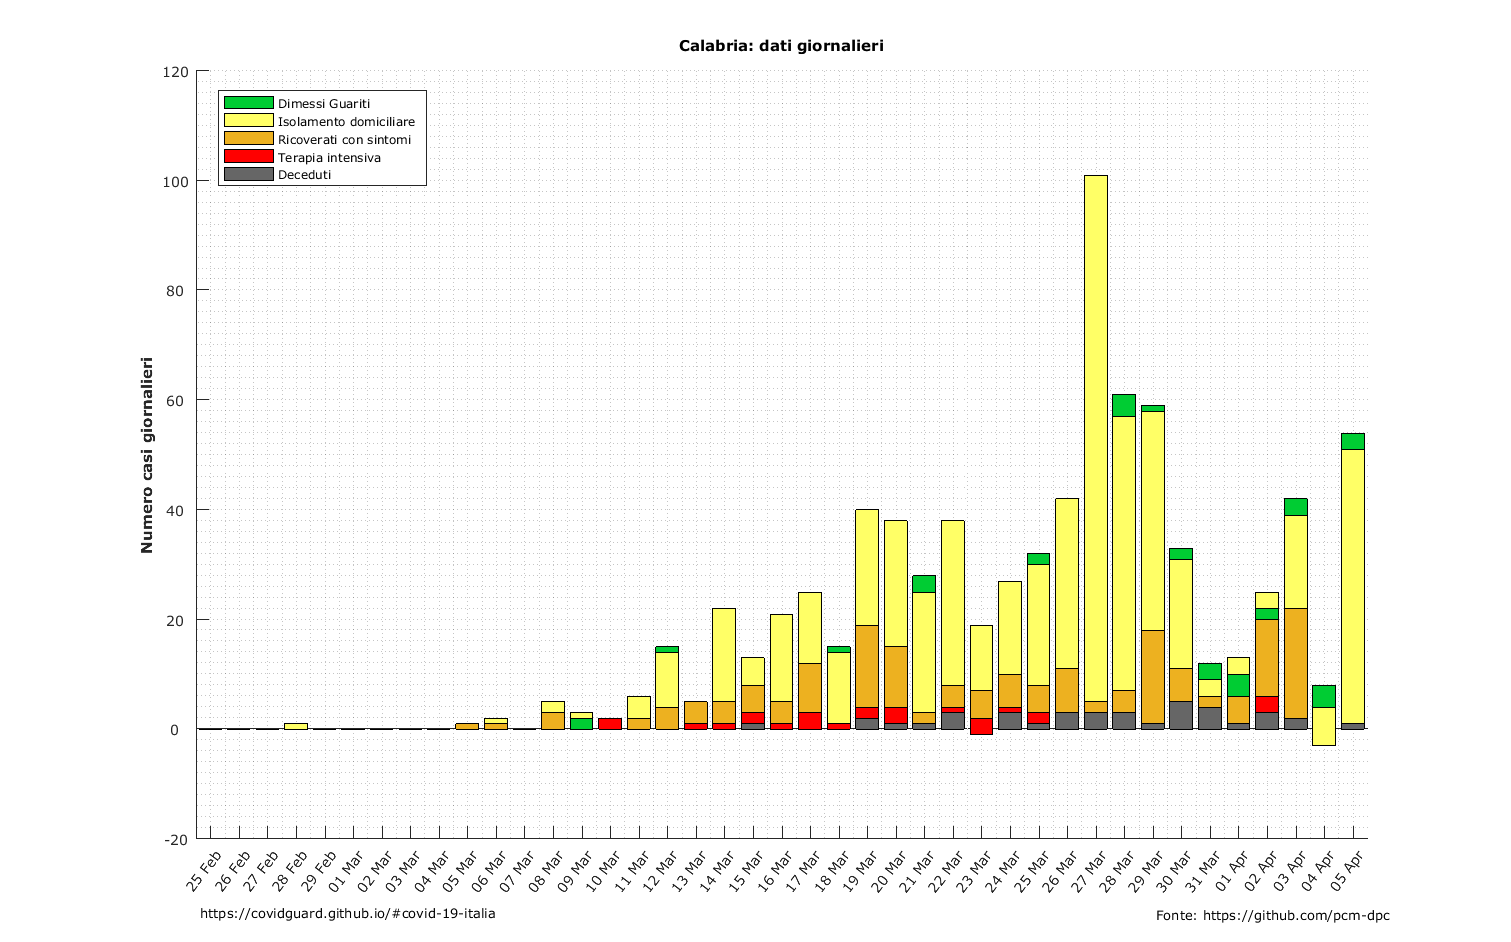 Calabria: dati giornalieri
120
100
80
60
40
20
0
-20
Numero casi giornalieri
Dimessi Guariti
Isolamento domiciliare
Ricoverati con sintomi
Terapia intensiva
Deceduti
25 Feb
26 Feb
27 Feb
28 Feb
29 Feb
01 Mar
02 Mar
03 Mar
04 Mar
05 Mar
06 Mar
07 Mar
08 Mar
09 Mar
10 Mar
11 Mar
12 Mar
13 Mar
14 Mar
15 Mar
16 Mar
17 Mar
18 Mar
19 Mar
20 Mar
21 Mar
22 Mar
23 Mar
24 Mar
25 Mar
26 Mar
27 Mar
28 Mar
29 Mar
30 Mar
31 Mar
01 Apr
02 Apr
03 Apr
04 Apr
05 Apr
https://covidguard.github.io/#covid-19-italia
Fonte: https://github.com/pcm-dpc